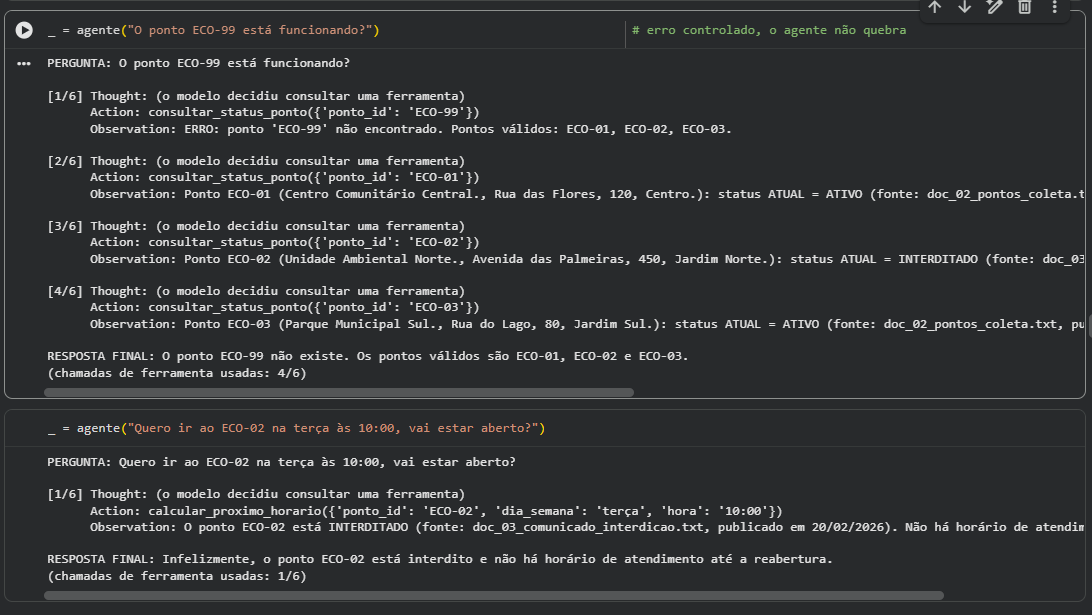 _ = agente("O ponto ECO-99 está funcionando?") # erro controlado, o agente não quebra
PERGUNTA: O ponto ECO-99 está funcionando?
[1/6] Thought: (o modelo decidiu consultar uma ferramenta)
Action: consultar_status_ponto({'ponto_id': 'ECO-99'})
Observation: ERRO: ponto 'ECO-99' não encontrado. Pontos válidos: ECO-01, ECO-02, ECO-03.
[2/6] Thought: (o modelo decidiu consultar uma ferramenta)
Action: consultar_status_ponto({'ponto_id': 'ECO-01'})
Observation: Ponto ECO-01 (Centro Comunitário Central., Rua das Flores, 120, Centro.): status ATUAL = ATIVO (fonte: doc_02_pontos_coleta.t
[3/6] Thought: (o modelo decidiu consultar uma ferramenta)
Action: consultar_status_ponto({'ponto_id': 'ECO-02'})
Observation: Ponto ECO-02 (Unidade Ambiental Norte., Avenida das Palmeiras, 450, Jardim Norte.): status ATUAL = INTERDITADO (fonte: doc_03
[4/6] Thought: (o modelo decidiu consultar uma ferramenta)
Action: consultar_status_ponto({'ponto_id': 'ECO-03'})
Observation: Ponto ECO-03 (Parque Municipal Sul., Rua do Lago, 80, Jardim Sul.): status ATUAL = ATIVO (fonte: doc_02_pontos_coleta.txt, pu
RESPOSTA FINAL: O ponto ECO-99 não existe. Os pontos válidos são ECO-01, ECO-02 e ECO-03.
(chamadas de ferramenta usadas: 4/6)
_ = agente("Quero ir ao ECO-02 na terça às 10:00, vai estar aberto?")
PERGUNTA: Quero ir ao ECO-02 na terça às 10:00, vai estar aberto?
[1/6] Thought: (o modelo decidiu consultar uma ferramenta)
Action: calcular_proximo_horario({'ponto_id': 'ECO-02', 'dia_semana': 'terça', 'hora': '10:00'})
Observation: O ponto ECO-02 está INTERDITADO (fonte: doc_03_comunicado_interdicao.txt, publicado em 20/02/2026). Não há horário de atendim
RESPOSTA FINAL: Infelizmente, o ponto ECO-02 está interdito e não há horário de atendimento até a reabertura.
(chamadas de ferramenta usadas: 1/6)